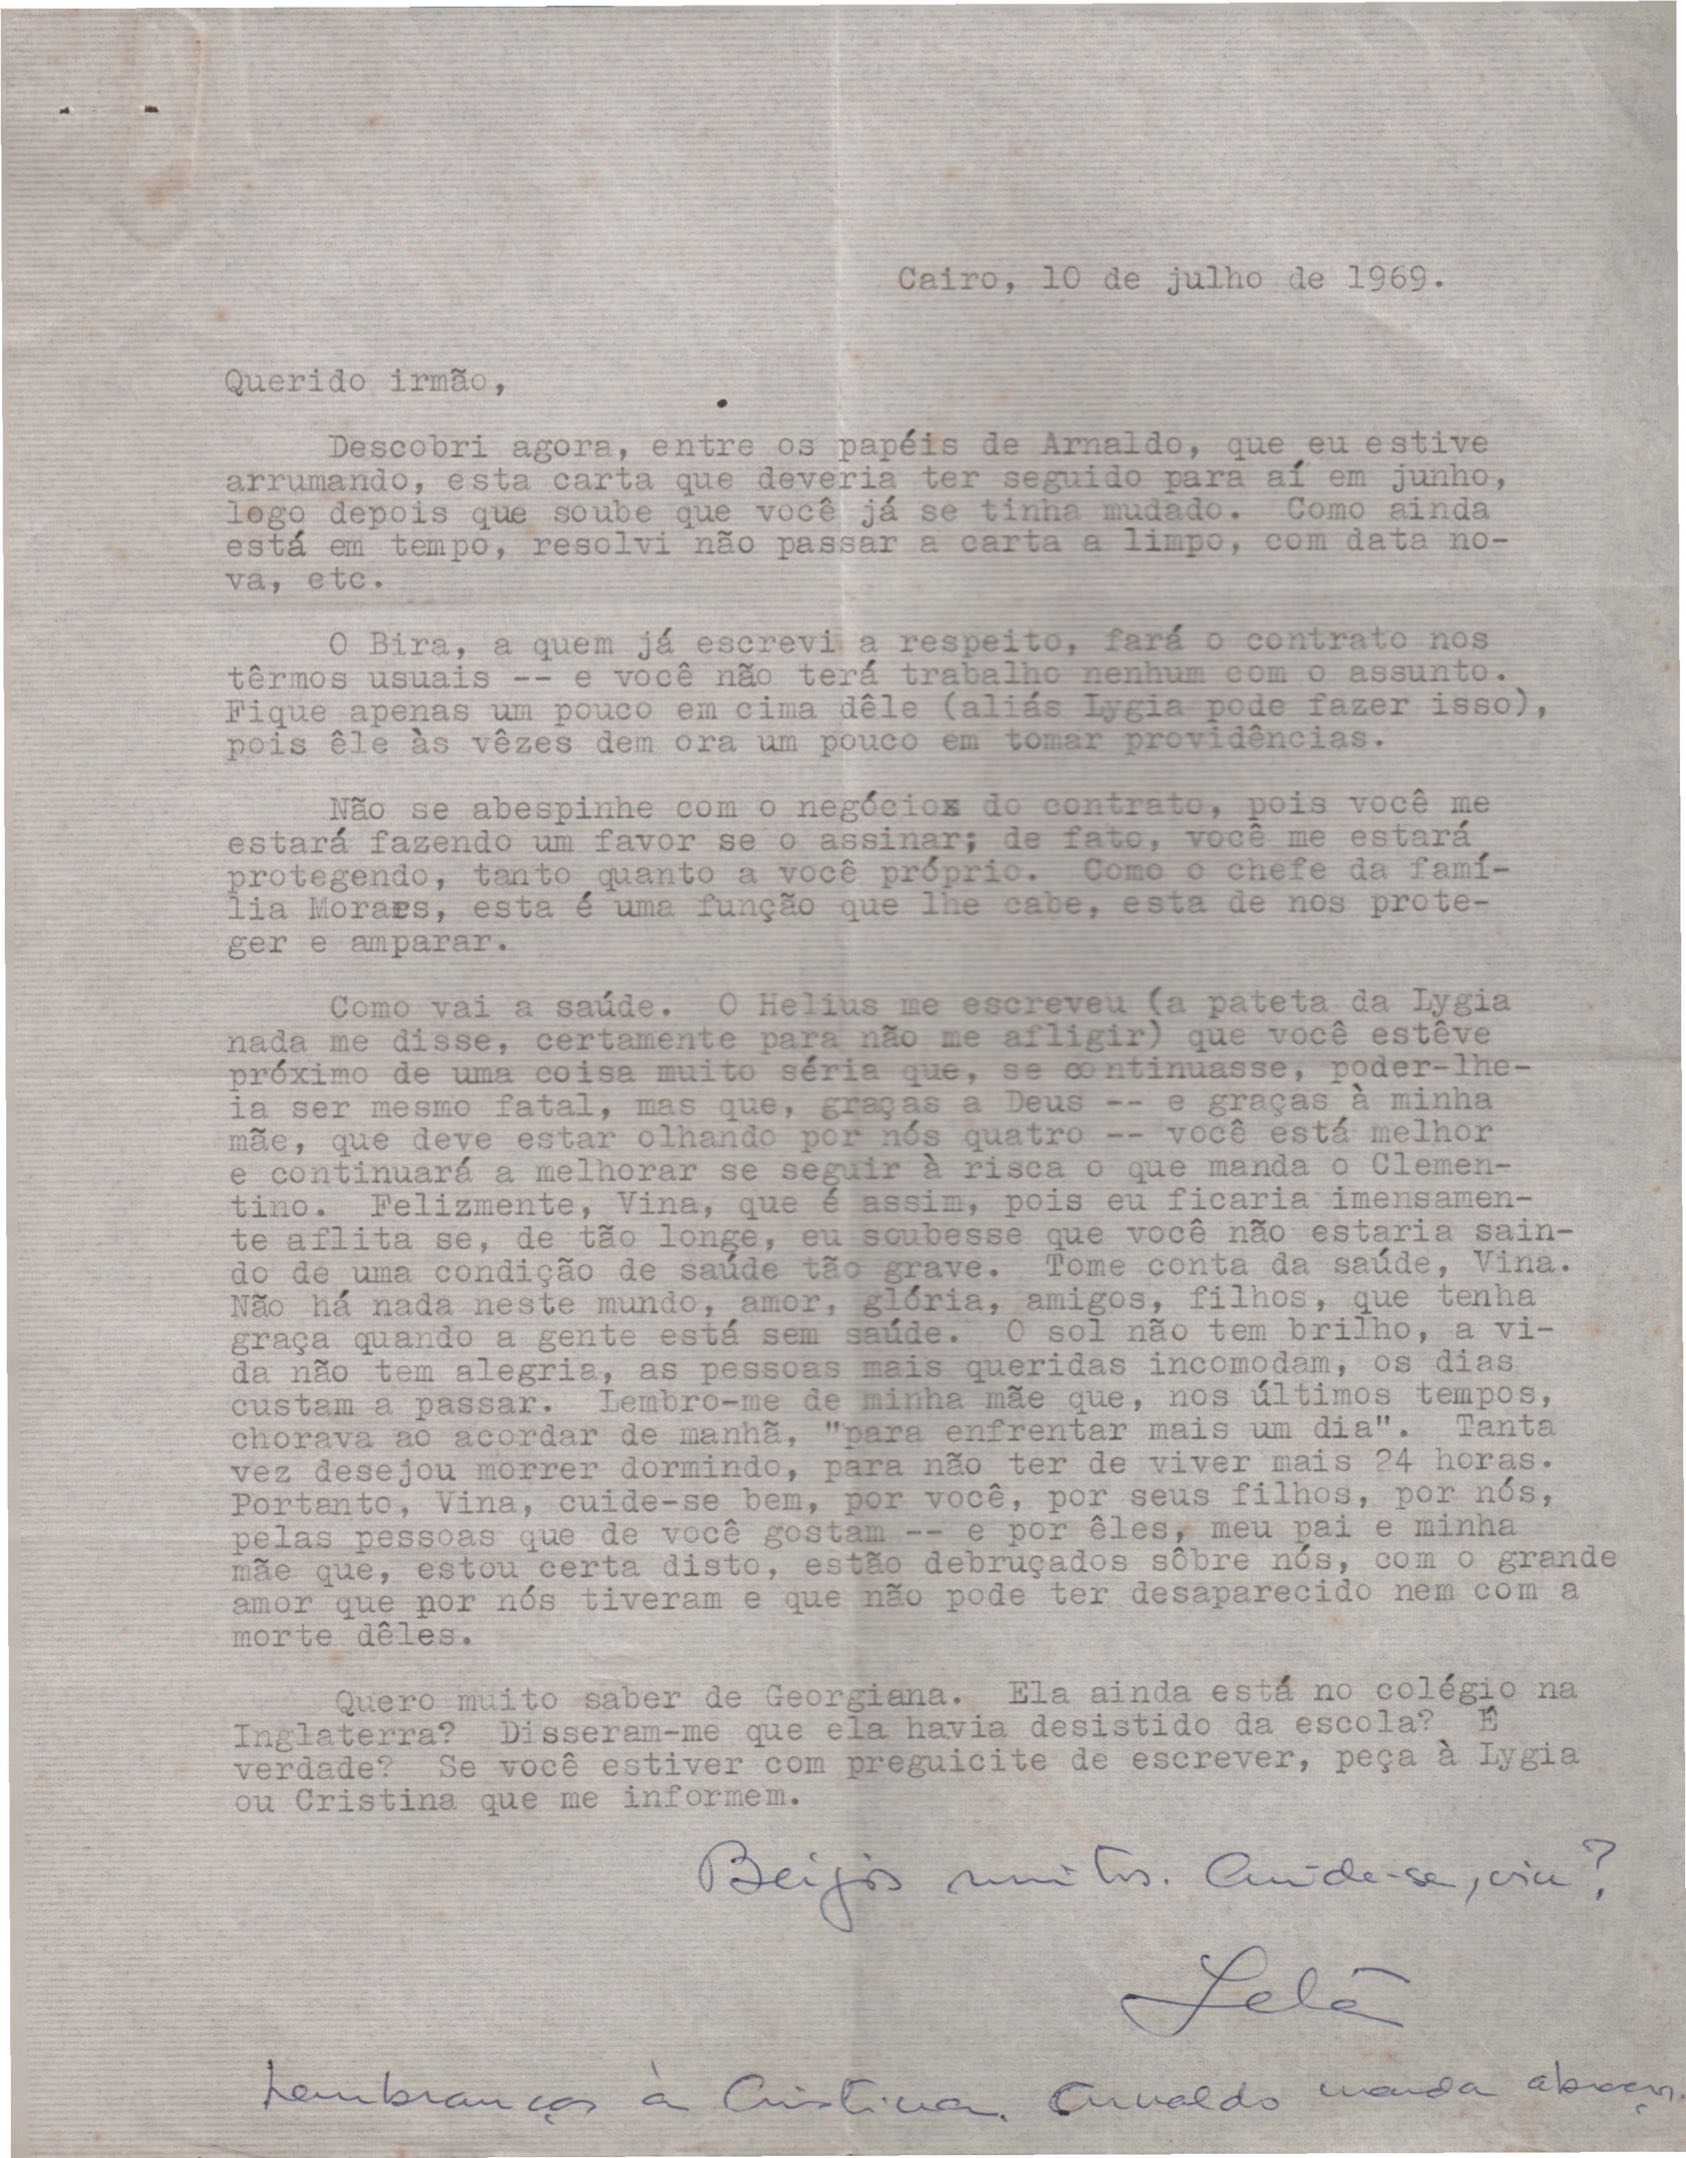 Cairo, 10 de julho de 1969.
Querido irmão,
Descobri agora, entre os papéis de Arnaldo, que eu estive
arrumando, esta carta que deveria ter seguido para aí em junho,
logo depois que soube que você já se tinha mudado. Como ainda
está em tempo, resolvi não passar a carta a limpo, com data no-
va, etc.
O Bira, a quem já escrevi a respeito, fará o contrato nos
têrmos usuais -- e você não terá trabalho nenhum com o assunto.
Fique apenas um pouco em cima dêle (aliás Lygia pode fazer isso),
pois êle às vêzes dem ora um pouco em tomar providências.
Não se abespinhe com o negócio do contrato, pois você me
estará fazendo um favor se o assinar; de fato, você me estará
protegendo, tanto quanto a você próprio. Como o chefe da famí-
lia Moraes, esta é uma função que lhe cabe, esta de nos prote-
ger e amparar.
Como vai a saúde. O Helius me escreveu (a pateta da Lygia
nada me disse, certamente para não me afligir) que você estêve
próximo de uma coisa muito séria que, se continuasse, poder-lhe-
ia ser mesmo fatal, mas que, graças a Deus -- e graças à minha
mãe, que deve estar olhando por nós quatro -- você está melhor
e continuará a melhorar se seguir à risca o que manda o Clemen-
tino. Felizmente, Vina, que é assim, pois eu ficaria imensamen-
te aflita se, de tão longe, eu soubesse que você não estaria sain-
do de uma condição de saúde tão grave. Tome conta da saúde, Vina.
Não há nada neste mundo, amor, glória, amigos, filhos, que tenha
graça quando a gente está sem saúde. O sol não tem brilho, a vi-
da não tem alegria, as pessoas mais queridas incomodam, os dias
custam a passar. Lembro-me de minha mãe que, nos últimos tempos,
chorava ao acordar de manhã, "para enfrentar mais um dia". Tanta
vez desejou morrer dormindo, para não ter de viver mais 24 horas.
Portanto, Vina, cuide-se bem, por você, por seus filhos, por nós,
pelas pessoas que de você gostam -- e por êles, meu pai e minha
mãe que, estou certa disto, estão debruçados sôbre nós, com o grande
amor que por nós tiveram e que não pode ter desaparecido nem com a
morte dêles.
Quero muito saber de Georgiana. Ela ainda está no colégio na
Inglaterra? Disseram-me que ela havia desistido da escola? É
verdade? Se você estiver com preguicite de escrever, peça à Lygia
ou Cristina que me informem.
Beijos muitos. Cuide-se, viu?
Letã
Lembranças à Cristina. Arnaldo manda abraços.